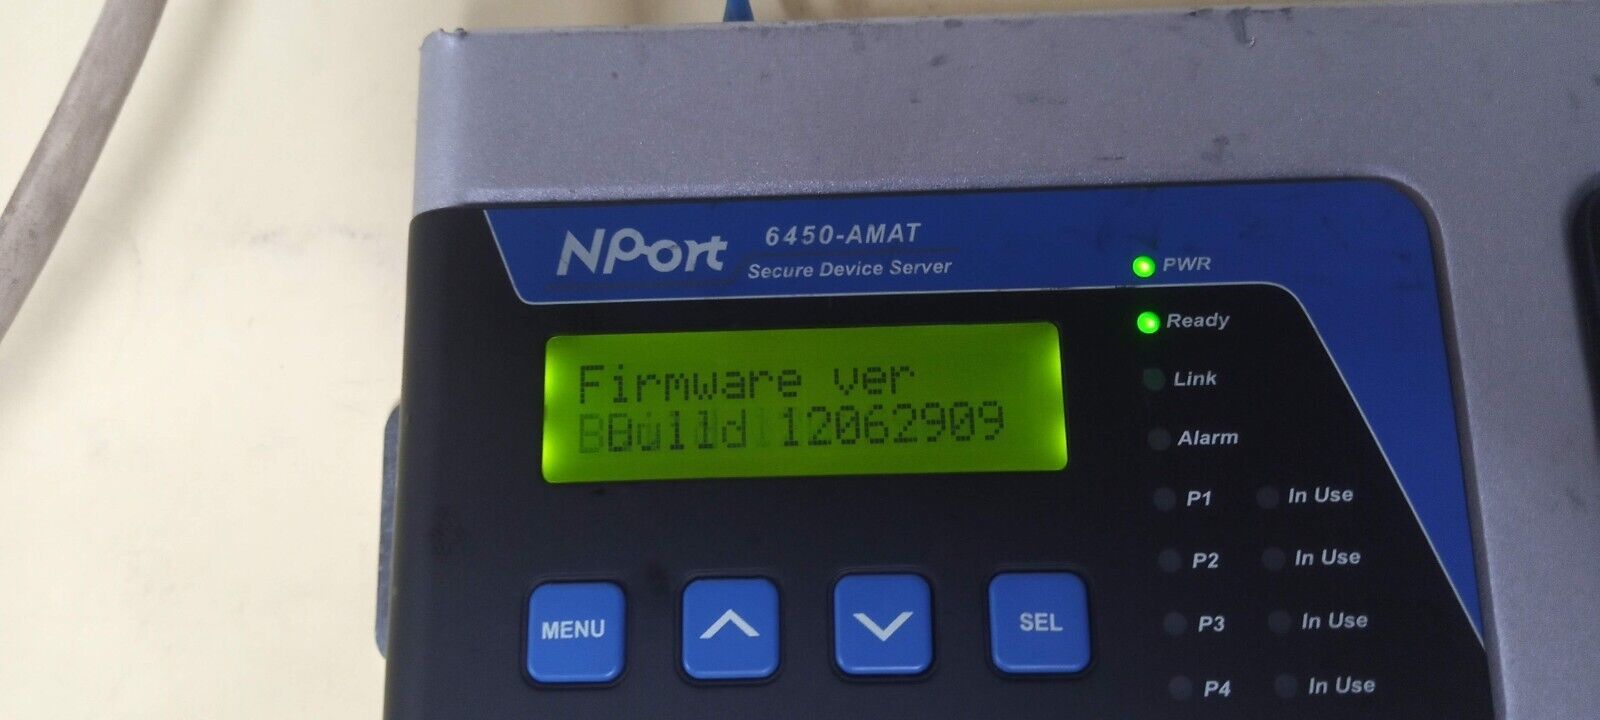 NPort 6450-AMAT
Secure Device Server
PWR
Ready
Firmware ver
Build 12062909
Link
Alarm
P1 In Use
P2 In Use
P3 In Use
P4 In Use
MENU
SEL